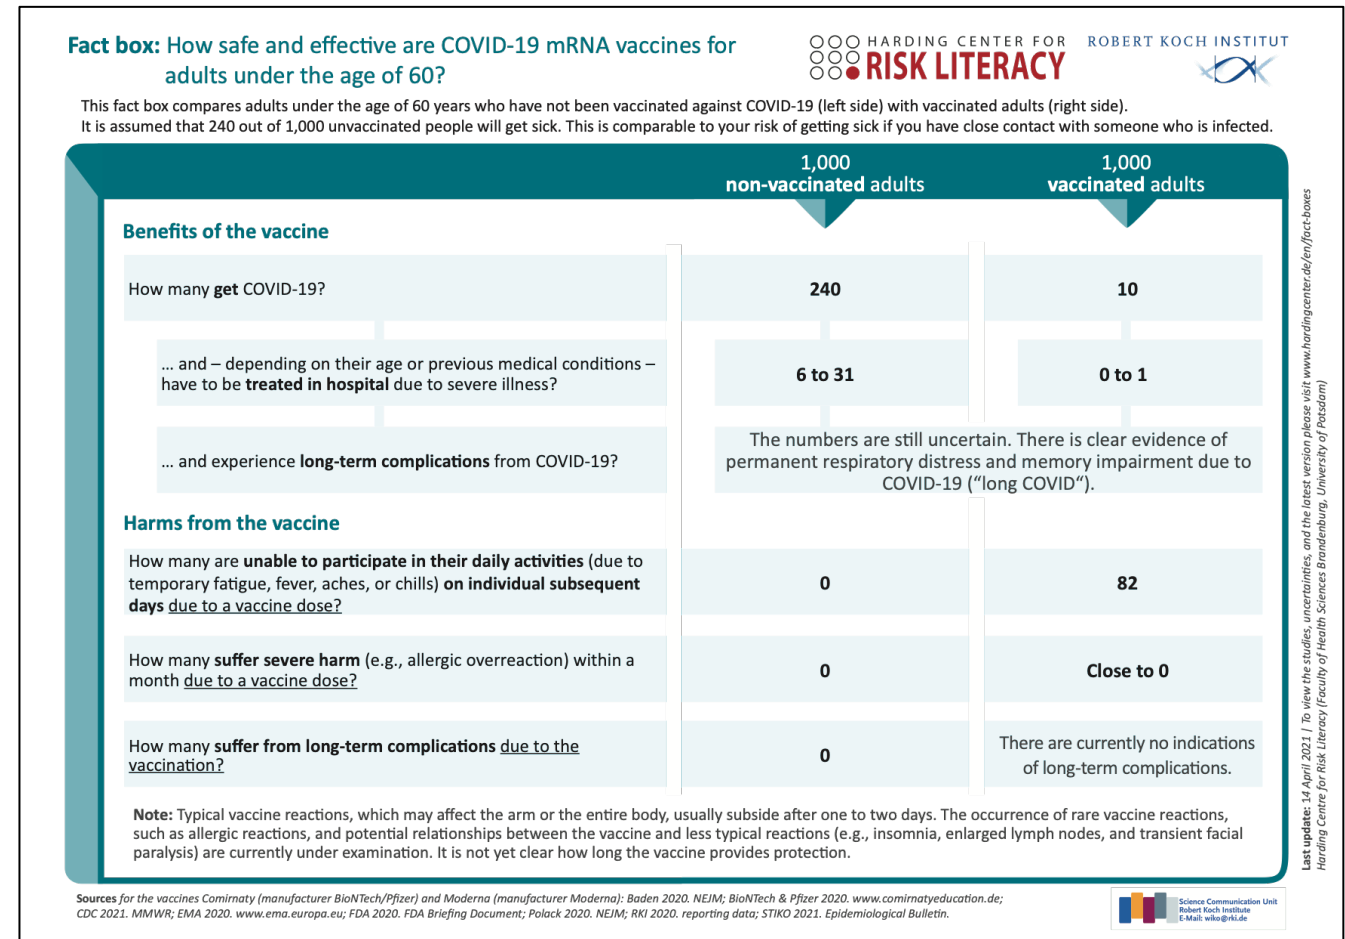 Fact box: How safe and effective are COVID-19 mRNA vaccines for
adults under the age of 60?
HARDING CENTER FOR
RISK LITERACY
ROBERT KOCH INSTITUT
This fact box compares adults under the age of 60 years who have not been vaccinated against COVID-19 (left side) with vaccinated adults (right side).
It is assumed that 240 out of 1,000 unvaccinated people will get sick. This is comparable to your risk of getting sick if you have close contact with someone who is infected.
1,000
non-vaccinated adults
1,000
vaccinated adults
Benefits of the vaccine
How many get COVID-19?
240
10
... and – depending on their age or previous medical conditions –
have to be treated in hospital due to severe illness?
6 to 31
0 to 1
... and experience long-term complications from COVID-19?
The numbers are still uncertain. There is clear evidence of
permanent respiratory distress and memory impairment due to
COVID-19 (“long COVID“).
Harms from the vaccine
How many are unable to participate in their daily activities (due to
temporary fatigue, fever, aches, or chills) on individual subsequent
days due to a vaccine dose?
0
82
How many suffer severe harm (e.g., allergic overreaction) within a
month due to a vaccine dose?
0
Close to 0
How many suffer from long-term complications due to the
vaccination?
0
There are currently no indications
of long-term complications.
Note: Typical vaccine reactions, which may affect the arm or the entire body, usually subside after one to two days. The occurrence of rare vaccine reactions,
such as allergic reactions, and potential relationships between the vaccine and less typical reactions (e.g., insomnia, enlarged lymph nodes, and transient facial
paralysis) are currently under examination. It is not yet clear how long the vaccine provides protection.
Last update: 14 April 2021 | To view the studies, uncertainties, and the latest version please visit www.hardingcenter.de/en/fact-boxes
Harding Centre for Risk Literacy (Faculty of Health Sciences Brandenburg, University of Potsdam)
Sources for the vaccines Comirnaty (manufacturer BioNTech/Pfizer) and Moderna (manufacturer Moderna): Baden 2020. NEJM; BioNTech & Pfizer 2020. www.comirnatyeducation.de;
CDC 2021. MMWR; EMA 2020. www.ema.europa.eu; FDA 2020. FDA Briefing Document; Polack 2020. NEJM; RKI 2020. reporting data; STIKO 2021. Epidemiological Bulletin.
Science Communication Unit
Robert Koch Institute
E-Mail: wiko@rki.de